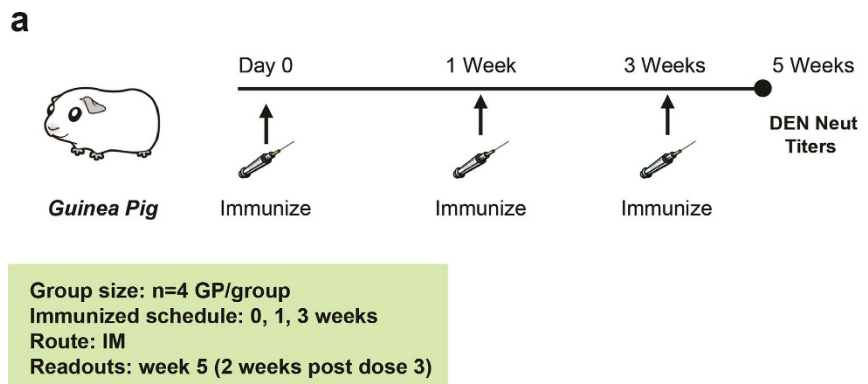 a
Day 0 1 Week 3 Weeks 5 Weeks
DEN Neut
Titers
Guinea Pig Immunize Immunize Immunize
Group size: n=4 GP/group
Immunized schedule: 0, 1, 3 weeks
Route: IM
Readouts: week 5 (2 weeks post dose 3)